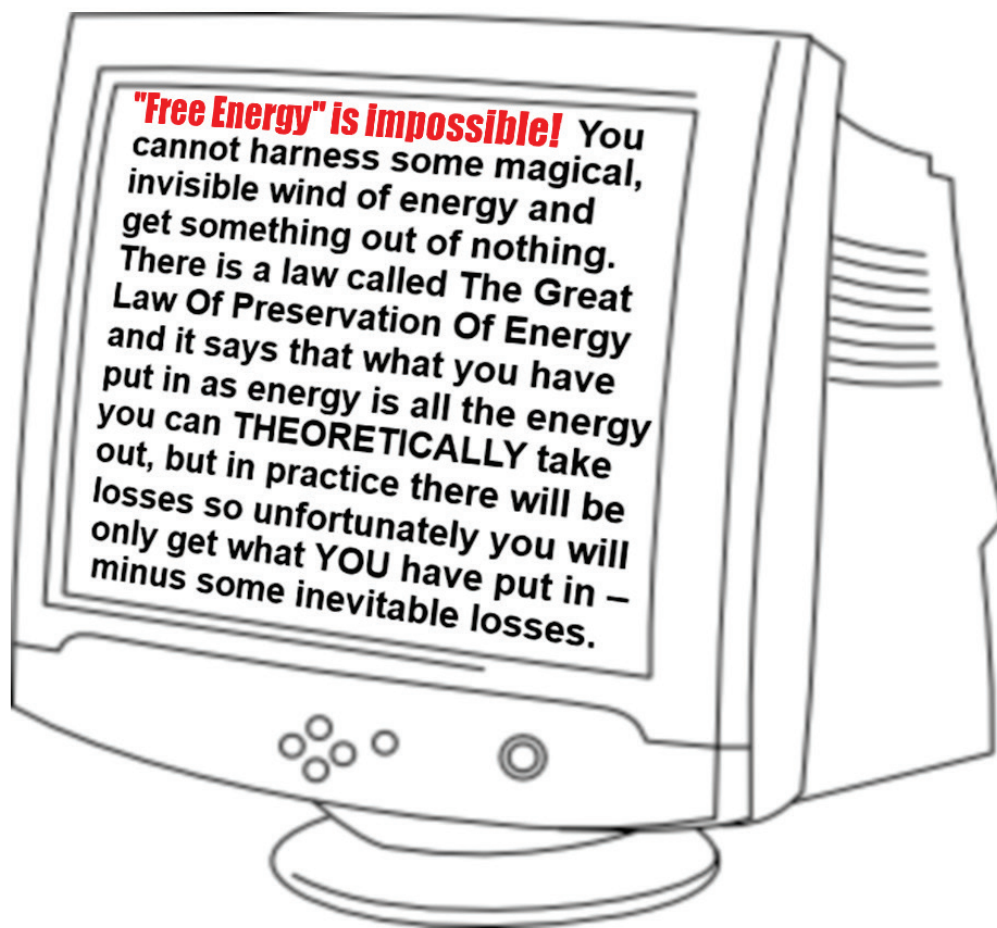 "Free Energy" is impossible! You
cannot harness some magical,
invisible wind of energy and
get something out of nothing.
There is a law called The Great
Law Of Preservation Of Energy
and it says that what you have
put in as energy is all the energy
you can THEORETICALLY take
out, but in practice there will be
losses so unfortunately you will
only get what YOU have put in –
minus some inevitable losses.